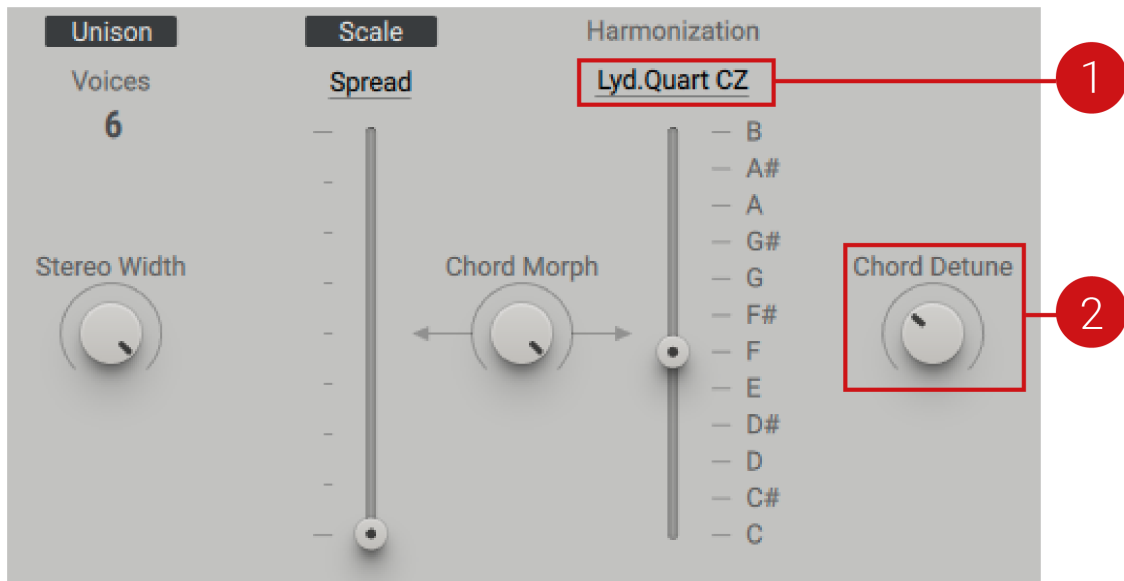 Unison
Scale
Harmonization
Voices
Spread
Lyd.Quart CZ
1
6
B
A#
A
G#
Stereo Width
Chord Morph
G
Chord Detune
F#
2
F
E
D#
D
C#
C